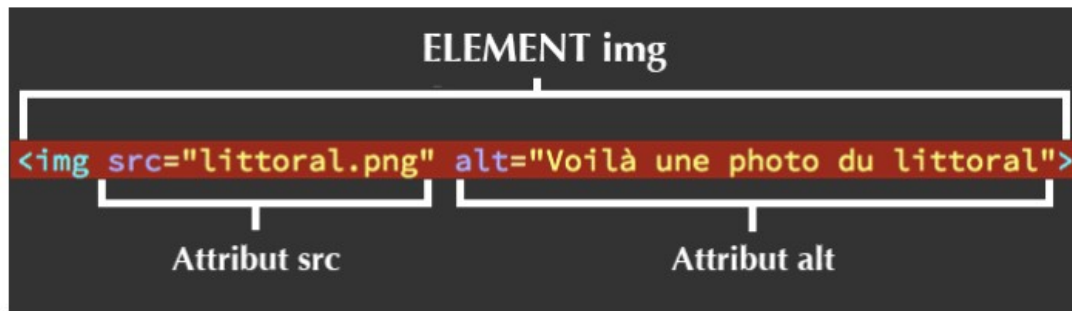 ELEMENT img
<img src="littoral.png" alt="Voilà une photo du littoral">
Attribut src
Attribut alt